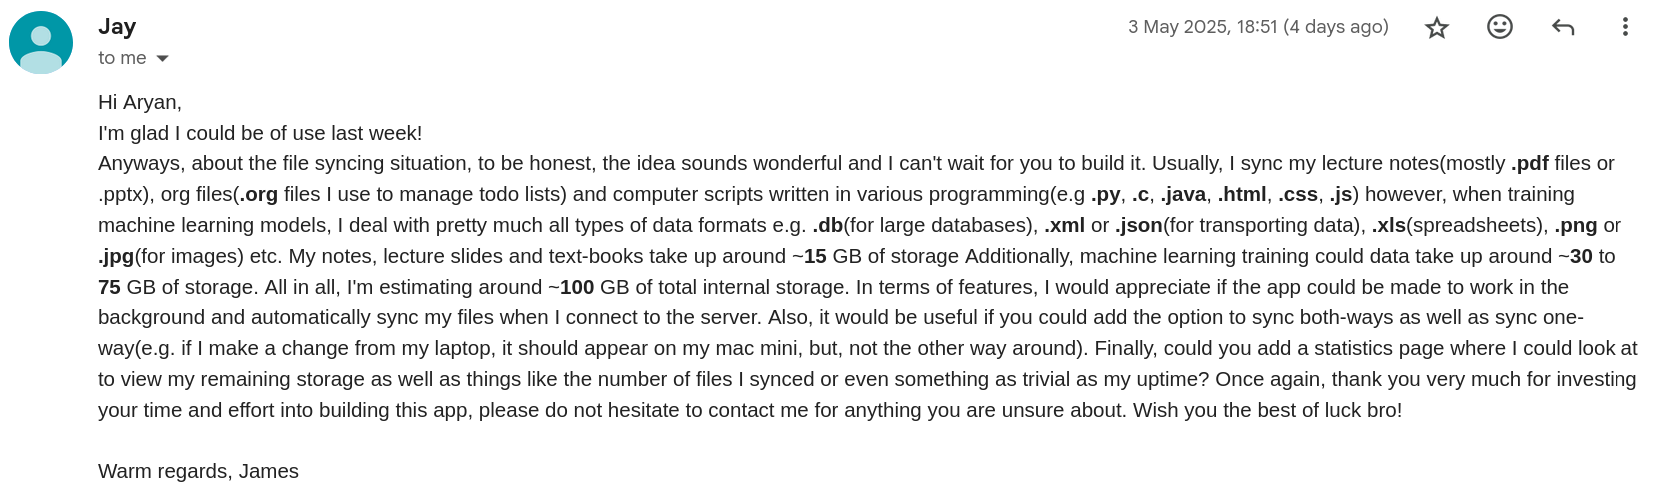 Jay
3 May 2025, 18:51 (4 days ago)
to me
Hi Aryan,
I'm glad I could be of use last week!
Anyways, about the file syncing situation, to be honest, the idea sounds wonderful and I can't wait for you to build it. Usually, I sync my lecture notes(mostly .pdf files or
.pptx), org files(.org files I use to manage todo lists) and computer scripts written in various programming(e.g .py, .c, .java, .html, .css, .js) however, when training
machine learning models, I deal with pretty much all types of data formats e.g. .db(for large databases), .xml or .json(for transporting data), .xls(spreadsheets), .png or
.jpg(for images) etc. My notes, lecture slides and text-books take up around ~15 GB of storage Additionally, machine learning training could data take up around ~30 to
75 GB of storage. All in all, I'm estimating around ~100 GB of total internal storage. In terms of features, I would appreciate if the app could be made to work in the
background and automatically sync my files when I connect to the server. Also, it would be useful if you could add the option to sync both-ways as well as sync one-
way(e.g. if I make a change from my laptop, it should appear on my mac mini, but, not the other way around). Finally, could you add a statistics page where I could look at
to view my remaining storage as well as things like the number of files I synced or even something as trivial as my uptime? Once again, thank you very much for investing
your time and effort into building this app, please do not hesitate to contact me for anything you are unsure about. Wish you the best of luck bro!
Warm regards, James